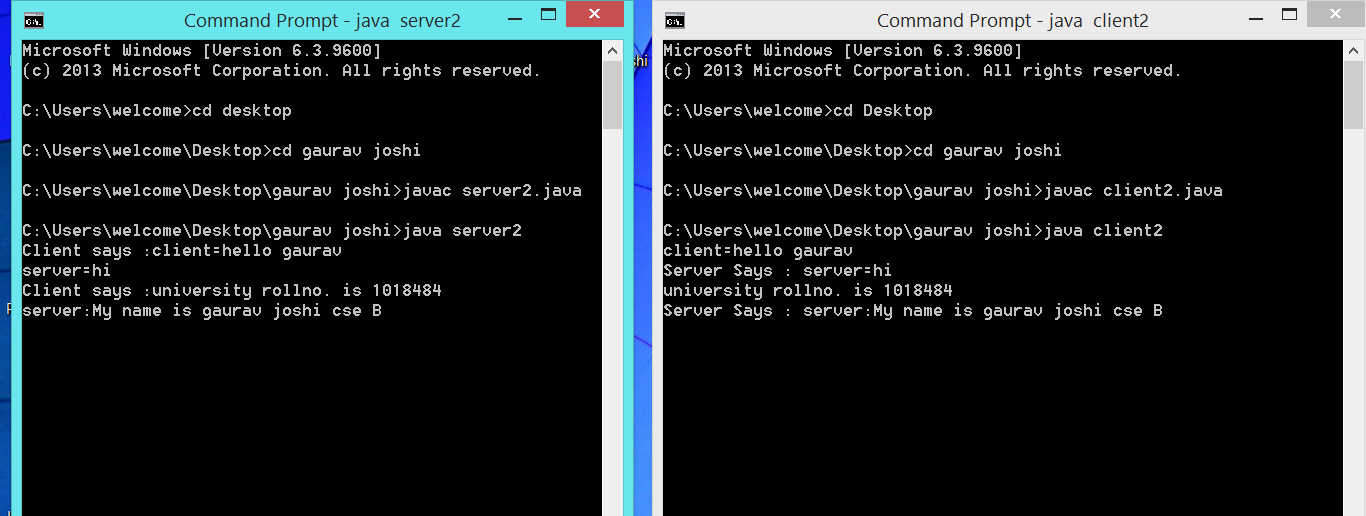 Command Prompt - java  server2
Microsoft Windows [Version 6.3.9600]
(c) 2013 Microsoft Corporation. All rights reserved.
C:\Users\welcome>cd desktop
C:\Users\welcome\Desktop>cd gaurav joshi
C:\Users\welcome\Desktop\gaurav joshi>javac server2.java
C:\Users\welcome\Desktop\gaurav joshi>java server2
Client says :client=hello gaurav
server=hi
Client says :university rollno. is 1018484
server:My name is gaurav joshi cse B
hi
Command Prompt - java  client2
Microsoft Windows [Version 6.3.9600]
(c) 2013 Microsoft Corporation. All rights reserved.
C:\Users\welcome>cd Desktop
C:\Users\welcome\Desktop>cd gaurav joshi
C:\Users\welcome\Desktop\gaurav joshi>javac client2.java
C:\Users\welcome\Desktop\gaurav joshi>java client2
client=hello gaurav
Server Says : server=hi
university rollno. is 1018484
Server Says : server:My name is gaurav joshi cse B